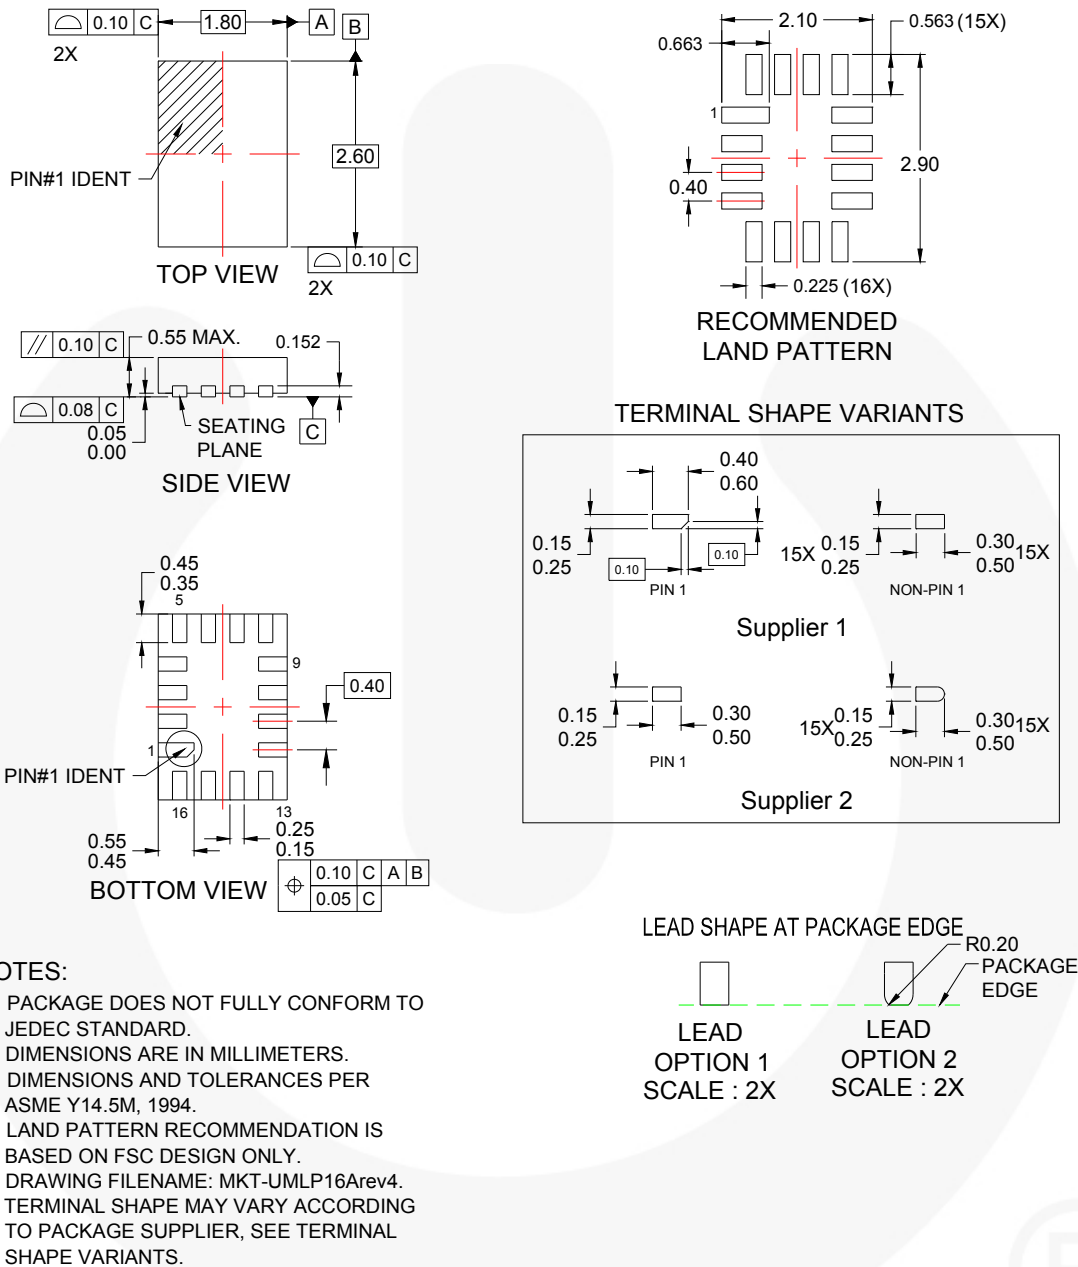 0.10 C
1.80
A
B
2X
2.60
PIN#1 IDENT
0.10 C
TOP VIEW
2X
// 0.10 C
0.55 MAX.
0.152
0.08 C
0.05
0.00
SEATING
PLANE
C
SIDE VIEW
0.45
0.35
5
9
0.40
1
PIN#1 IDENT
16
13
0.25
0.15
0.55
0.45
0.10 C A B
0.05 C
BOTTOM VIEW
2.10
0.563 (15X)
0.663
1
2.90
0.40
0.225 (16X)
RECOMMENDED
LAND PATTERN
TERMINAL SHAPE VARIANTS
0.40
0.60
0.15
0.25
0.10
0.10
PIN 1
15X 0.15
0.25
0.30 15X
0.50
NON-PIN 1
Supplier 1
0.15
0.25
0.30
0.50
PIN 1
15X 0.15
0.25
0.30 15X
0.50
NON-PIN 1
Supplier 2
LEAD SHAPE AT PACKAGE EDGE
R0.20
PACKAGE
EDGE
LEAD
OPTION 1
SCALE : 2X
LEAD
OPTION 2
SCALE : 2X
OTES:
PACKAGE DOES NOT FULLY CONFORM TO
JEDEC STANDARD.
DIMENSIONS ARE IN MILLIMETERS.
DIMENSIONS AND TOLERANCES PER
ASME Y14.5M, 1994.
LAND PATTERN RECOMMENDATION IS
BASED ON FSC DESIGN ONLY.
DRAWING FILENAME: MKT-UMLP16Arev4.
TERMINAL SHAPE MAY VARY ACCORDING
TO PACKAGE SUPPLIER, SEE TERMINAL
SHAPE VARIANTS.